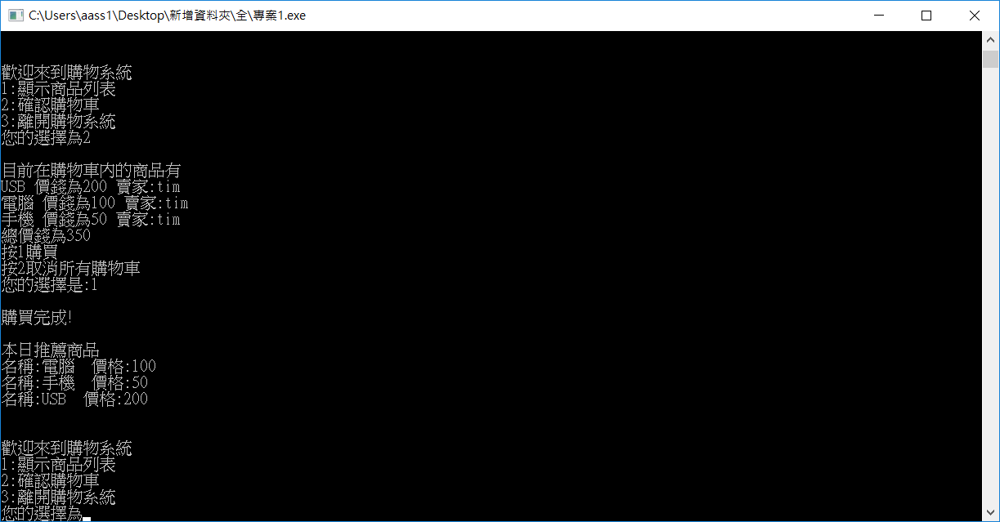 C:\Users\aass1\Desktop\新增資料夾\全\專案1.exe
歡迎來到購物系統
1:顯示商品列表
2:確認購物車
3:離開購物系統
您的選擇為2
目前在購物車內的商品有
USB 價錢為200 賣家:tim
電腦 價錢為100 賣家:tim
手機 價錢為50 賣家:tim
總價錢為350
按1購買
按2取消所有購物車
您的選擇是:1
購買完成!
本日推薦商品
名稱:電腦  價格:100
名稱:手機  價格:50
名稱:USB  價格:200
歡迎來到購物系統
1:顯示商品列表
2:確認購物車
3:離開購物系統
您的選擇為